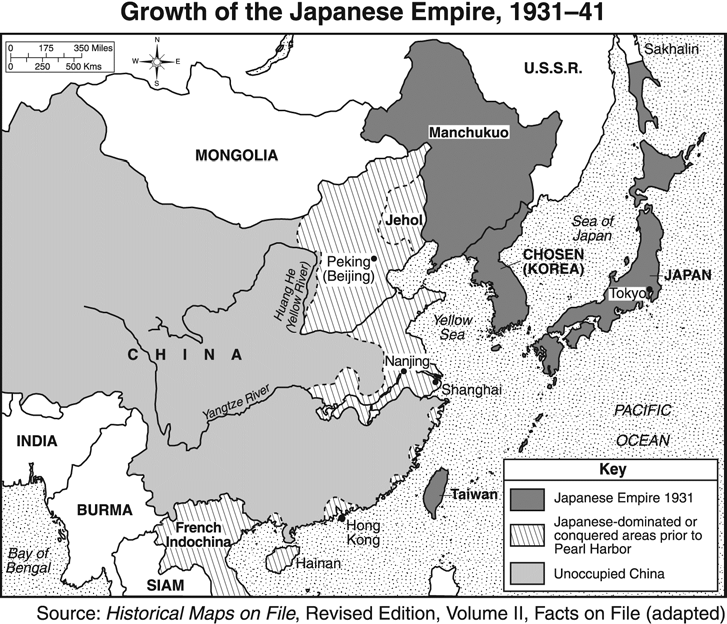 Growth of the Japanese Empire, 1931–41
0 175 350 Miles
0 250 500 Kms
N
W E
S
Sakhalin
U.S.S.R.
Manchukuo
MONGOLIA
Jehol
Sea of
Japan
CHOSEN
(KOREA)
JAPAN
Peking
(Beijing)
Tokyo
Huang He
(Yellow River)
Yellow
Sea
CHINA
Nanjing
Shanghai
Yangtze River
PACIFIC
OCEAN
INDIA
BURMA
Taiwan
French
Indochina
Hong
Kong
Bay of
Bengal
Hainan
SIAM
Key
Japanese Empire 1931
Japanese-dominated or
conquered areas prior to
Pearl Harbor
Unoccupied China
Source: Historical Maps on File, Revised Edition, Volume II, Facts on File (adapted)